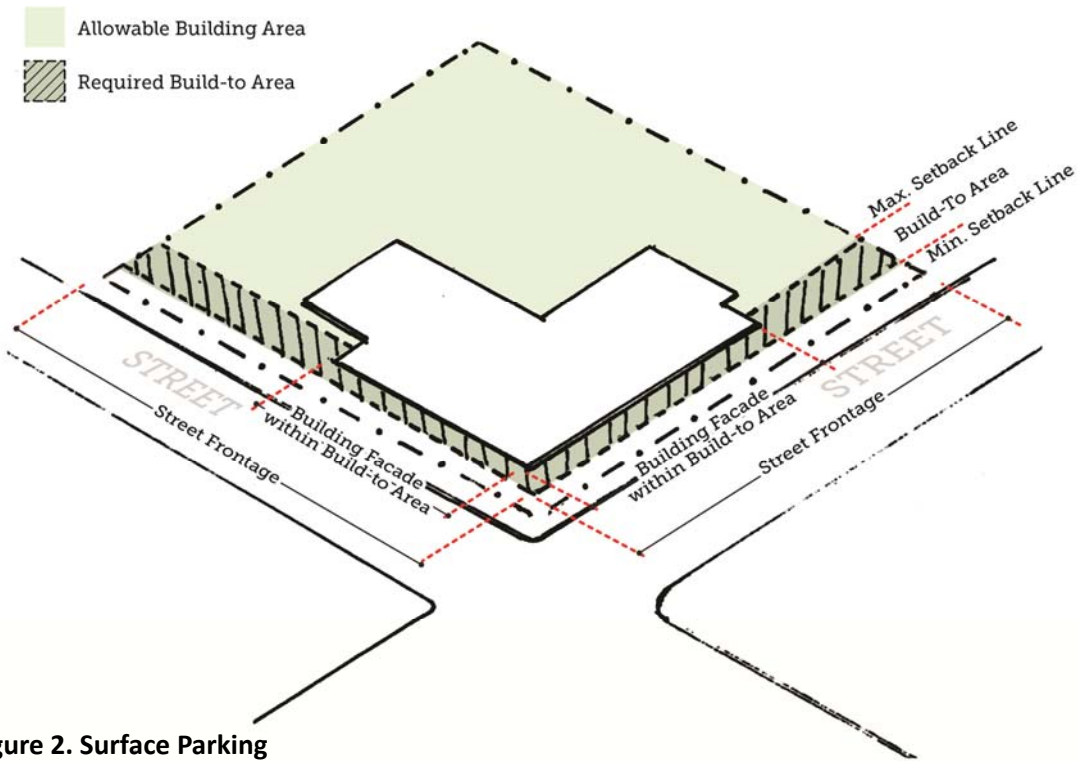 Allowable Building Area
Required Build-to Area
Max. Setback Line
Build-To Area
Min. Setback Line
STREET
STREET
Building Facade
within Build-to Area
Building Facade
within Build-to Area
Street Frontage
Street Frontage
gure 2. Surface Parking